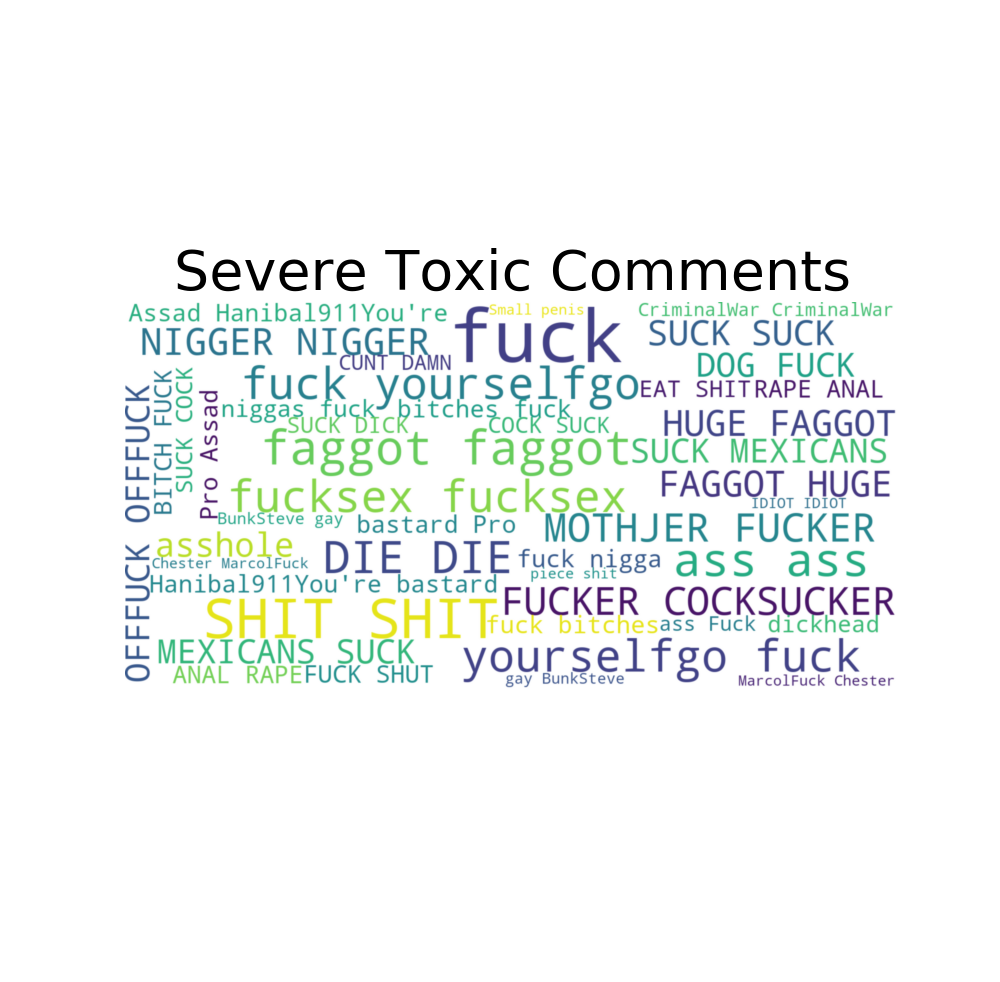 Severe Toxic Comments
Assad Hanibal911You're
Small penis
CriminalWar CriminalWar
fuck
NIGGER NIGGER
SUCK SUCK
CUNT DAMN
DOG FUCK
fuck yourselfgo
EAT SHIT
RAPE ANAL
OFFFUCK OFFFUCK
BITCH FUCK
SUCK COCK
Pro Assad
niggas fuck
bitches fuck
SUCK DICK
COCK SUCK
HUGE FAGGOT
faggot faggot
SUCK MEXICANS
fucksex fucksex
FAGGOT HUGE
IDIOT IDIOT
BunkSteve gay
bastard Pro
MOTHJER FUCKER
asshole
DIE DIE
fuck nigga
ass ass
Chester MarcolFuck
piece shit
Hanibal911You're bastard
SHIT SHIT
FUCKER COCKSUCKER
fuck bitches
ass Fuck
dickhead
MEXICANS SUCK
yourselfgo fuck
ANAL RAPE
FUCK SHUT
gay BunkSteve
MarcolFuck Chester